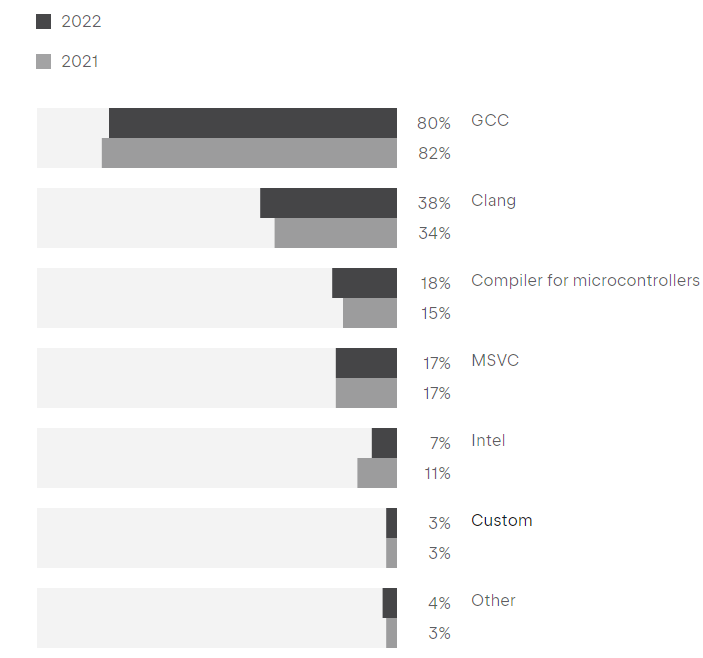 2022
2021
80% GCC
82%
38% Clang
34%
18% Compiler for microcontrollers
15%
17% MSVC
17%
7% Intel
11%
3% Custom
3%
4% Other
3%